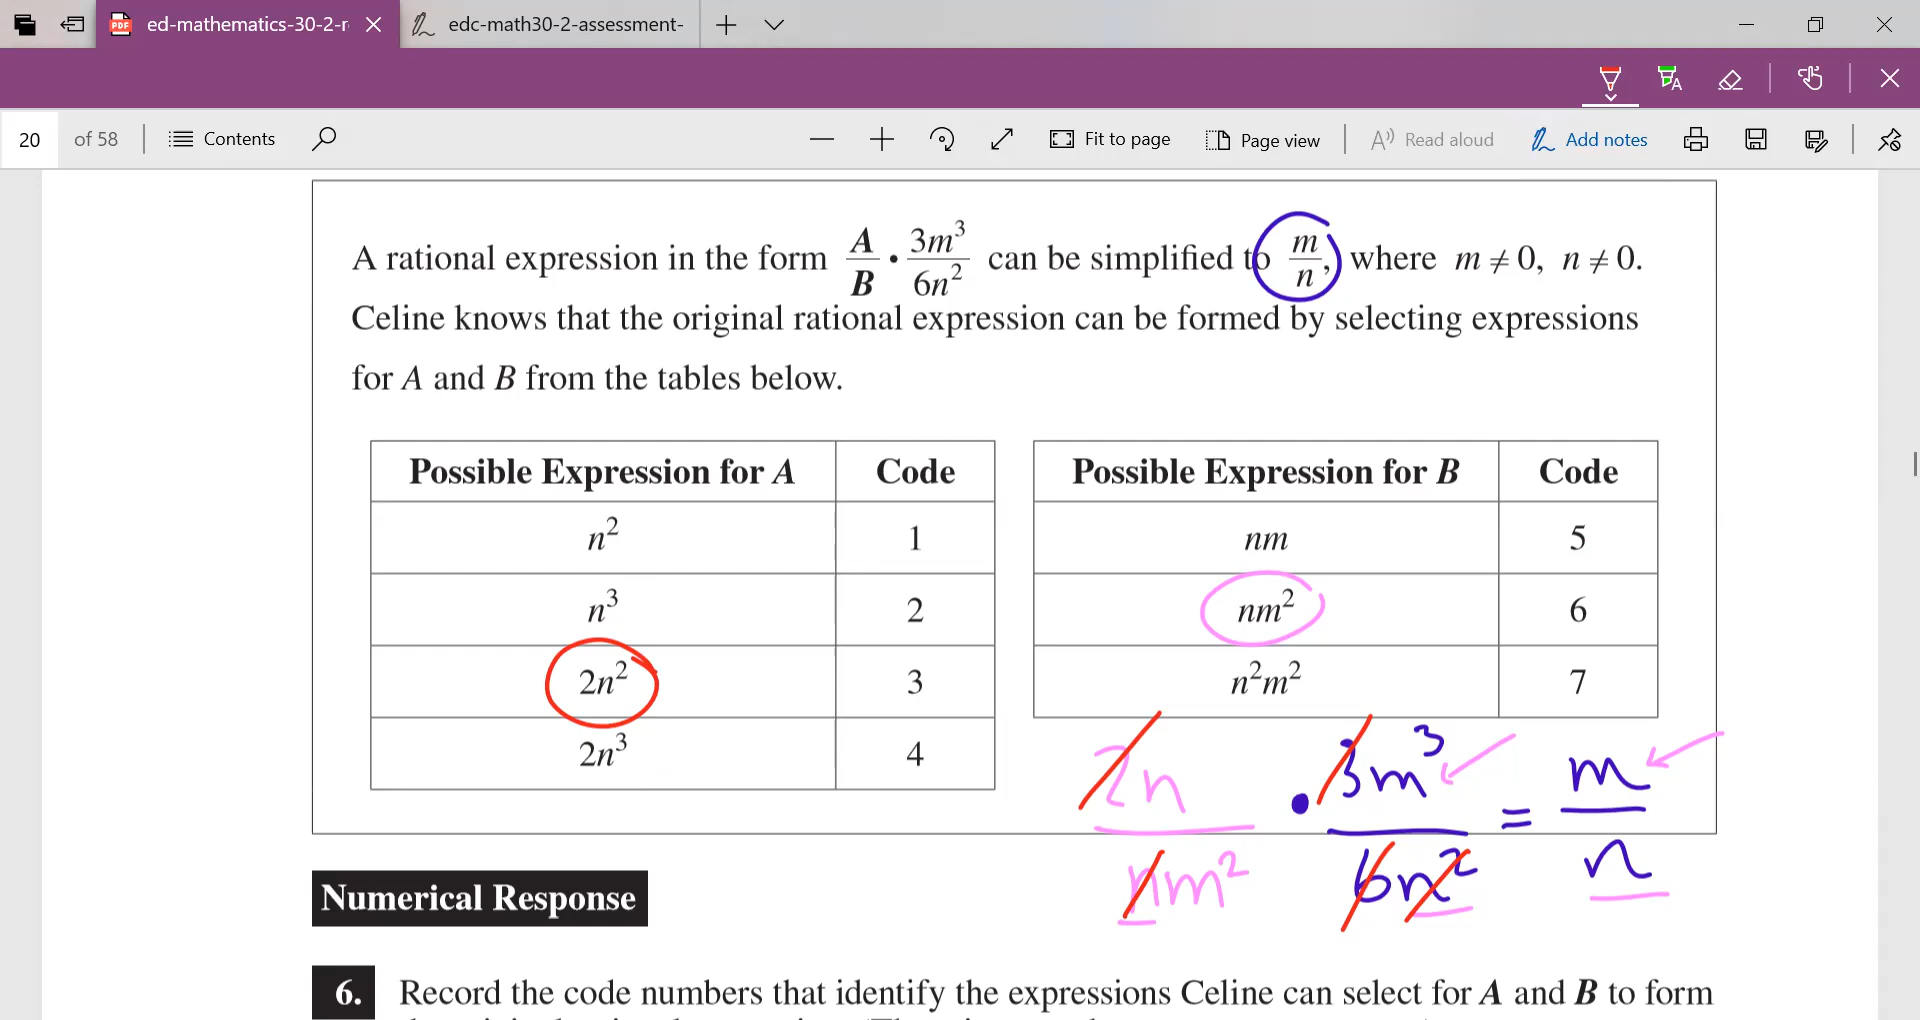 ed-mathematics-30-2-r
edc-math30-2-assessment-
20 of 58 Contents Fit to page Page view Read aloud Add notes
A rational expression in the form A/B • 3m³/6n² can be simplified to m/n, where m ≠ 0, n ≠ 0.
Celine knows that the original rational expression can be formed by selecting expressions
for A and B from the tables below.
Possible Expression for A Code
n² 1
n³ 2
2n² 3
2n³ 4
Possible Expression for B Code
nm 5
nm² 6
n²m² 7
2n/nm² • 3m³/6n² = m/n
Numerical Response
6. Record the code numbers that identify the expressions Celine can select for A and B to form